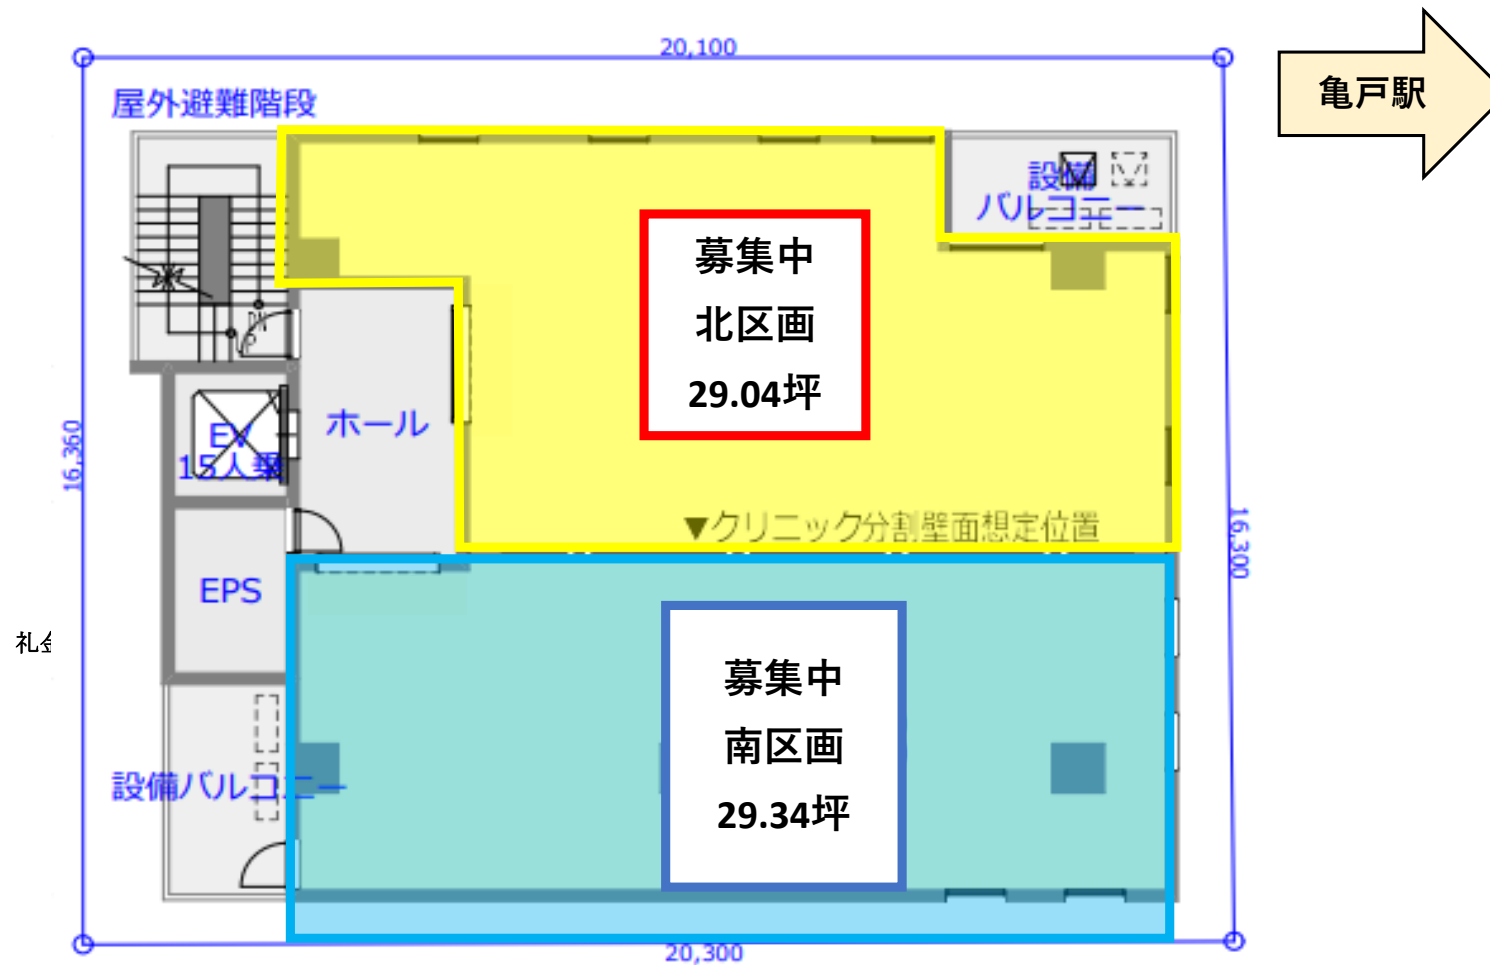 20,100
亀戸駅
屋外避難階段
設備
バルコニー
募集中
北区画
29.04坪
DN
ホール
EV
15人乗
16,360
▼クリニック分割壁面想定位置
16,300
EPS
礼金
募集中
南区画
29.34坪
設備バルコニー
20,300